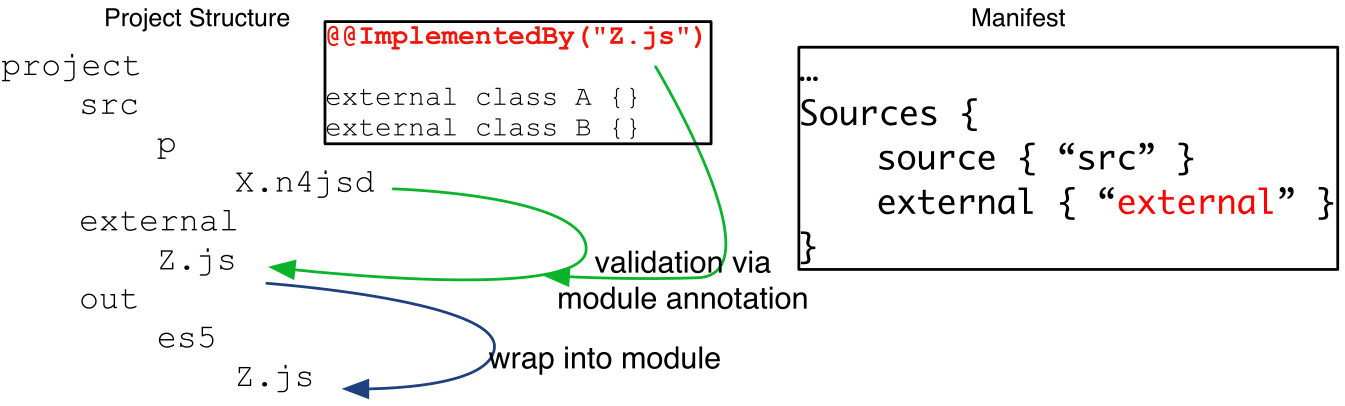 Project Structure
project
src
p
X.n4jsd
external
Z.js
out
es5
Z.js
@@ImplementedBy("Z.js")
external class A {}
external class B {}
validation via
module annotation
wrap into module
Manifest
…
Sources {
source { “src” }
external { “external” }
}